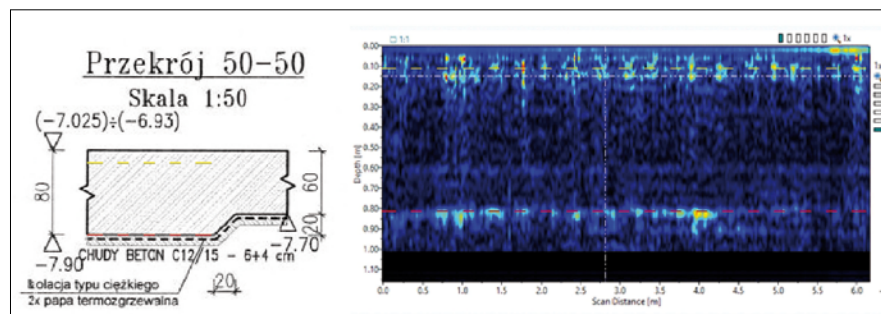 Przekrój 50-50
Skala 1:50
(-7.025)÷(-6.93)
80
60
20
-7.90
-7.70
CHUDY BETON C12/15 - 6+4 cm
Izolacja typu ciężkiego
2x papa termozgrzewalna
20
1:1
1x
Depth [m]
0.00
0.10
0.20
0.30
0.40
0.50
0.60
0.70
0.80
0.90
1.00
1.10
0.0 0.5 1.0 1.5 2.0 2.5 3.0 3.5 4.0 4.5 5.0 5.5 6.0
Scan Distance [m]